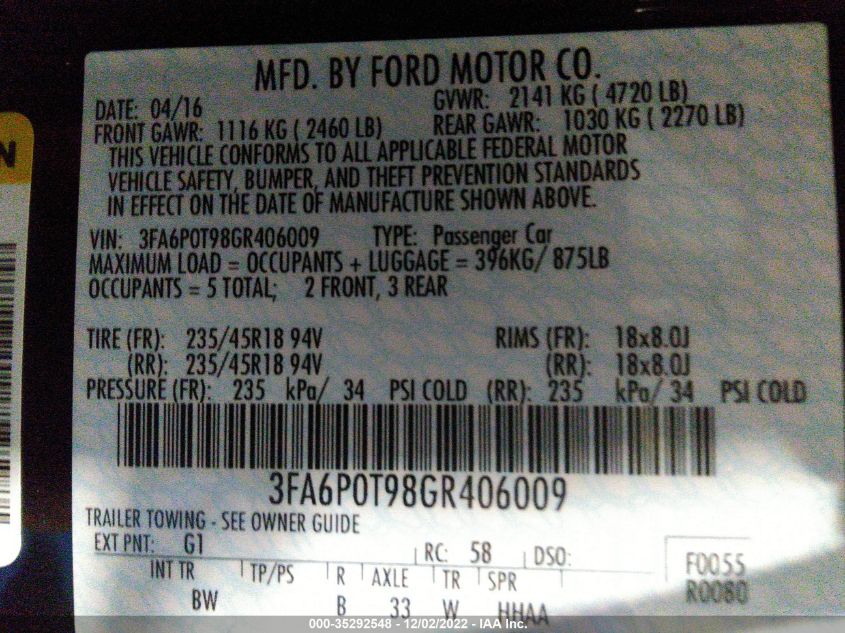 MFD. BY FORD MOTOR CO.
DATE: 04/16 GVWR: 2141 KG ( 4720 LB)
FRONT GAWR: 1116 KG ( 2460 LB) REAR GAWR: 1030 KG ( 2270 LB)
THIS VEHICLE CONFORMS TO ALL APPLICABLE FEDERAL MOTOR
VEHICLE SAFETY, BUMPER, AND THEFT PREVENTION STANDARDS
IN EFFECT ON THE DATE OF MANUFACTURE SHOWN ABOVE.
VIN: 3FA6P0T98GR406009 TYPE: Passenger Car
MAXIMUM LOAD = OCCUPANTS + LUGGAGE = 396KG/ 875LB
OCCUPANTS = 5 TOTAL; 2 FRONT, 3 REAR
TIRE (FR): 235/45R18 94V RIMS (FR): 18x8.0J
(RR): 235/45R18 94V (RR): 18x8.0J
PRESSURE (FR): 235 kPa/ 34 PSI COLD (RR): 235 kPa/ 34 PSI COLD
3FA6P0T98GR406009
TRAILER TOWING - SEE OWNER GUIDE
EXT PNT: G1 RC: 58 DSO:
INT TR TP/PS R AXLE TR SPR
BW B 33 W HHAA
F0055
R0080
N
000-35292548 - 12/02/2022 - IAA Inc.